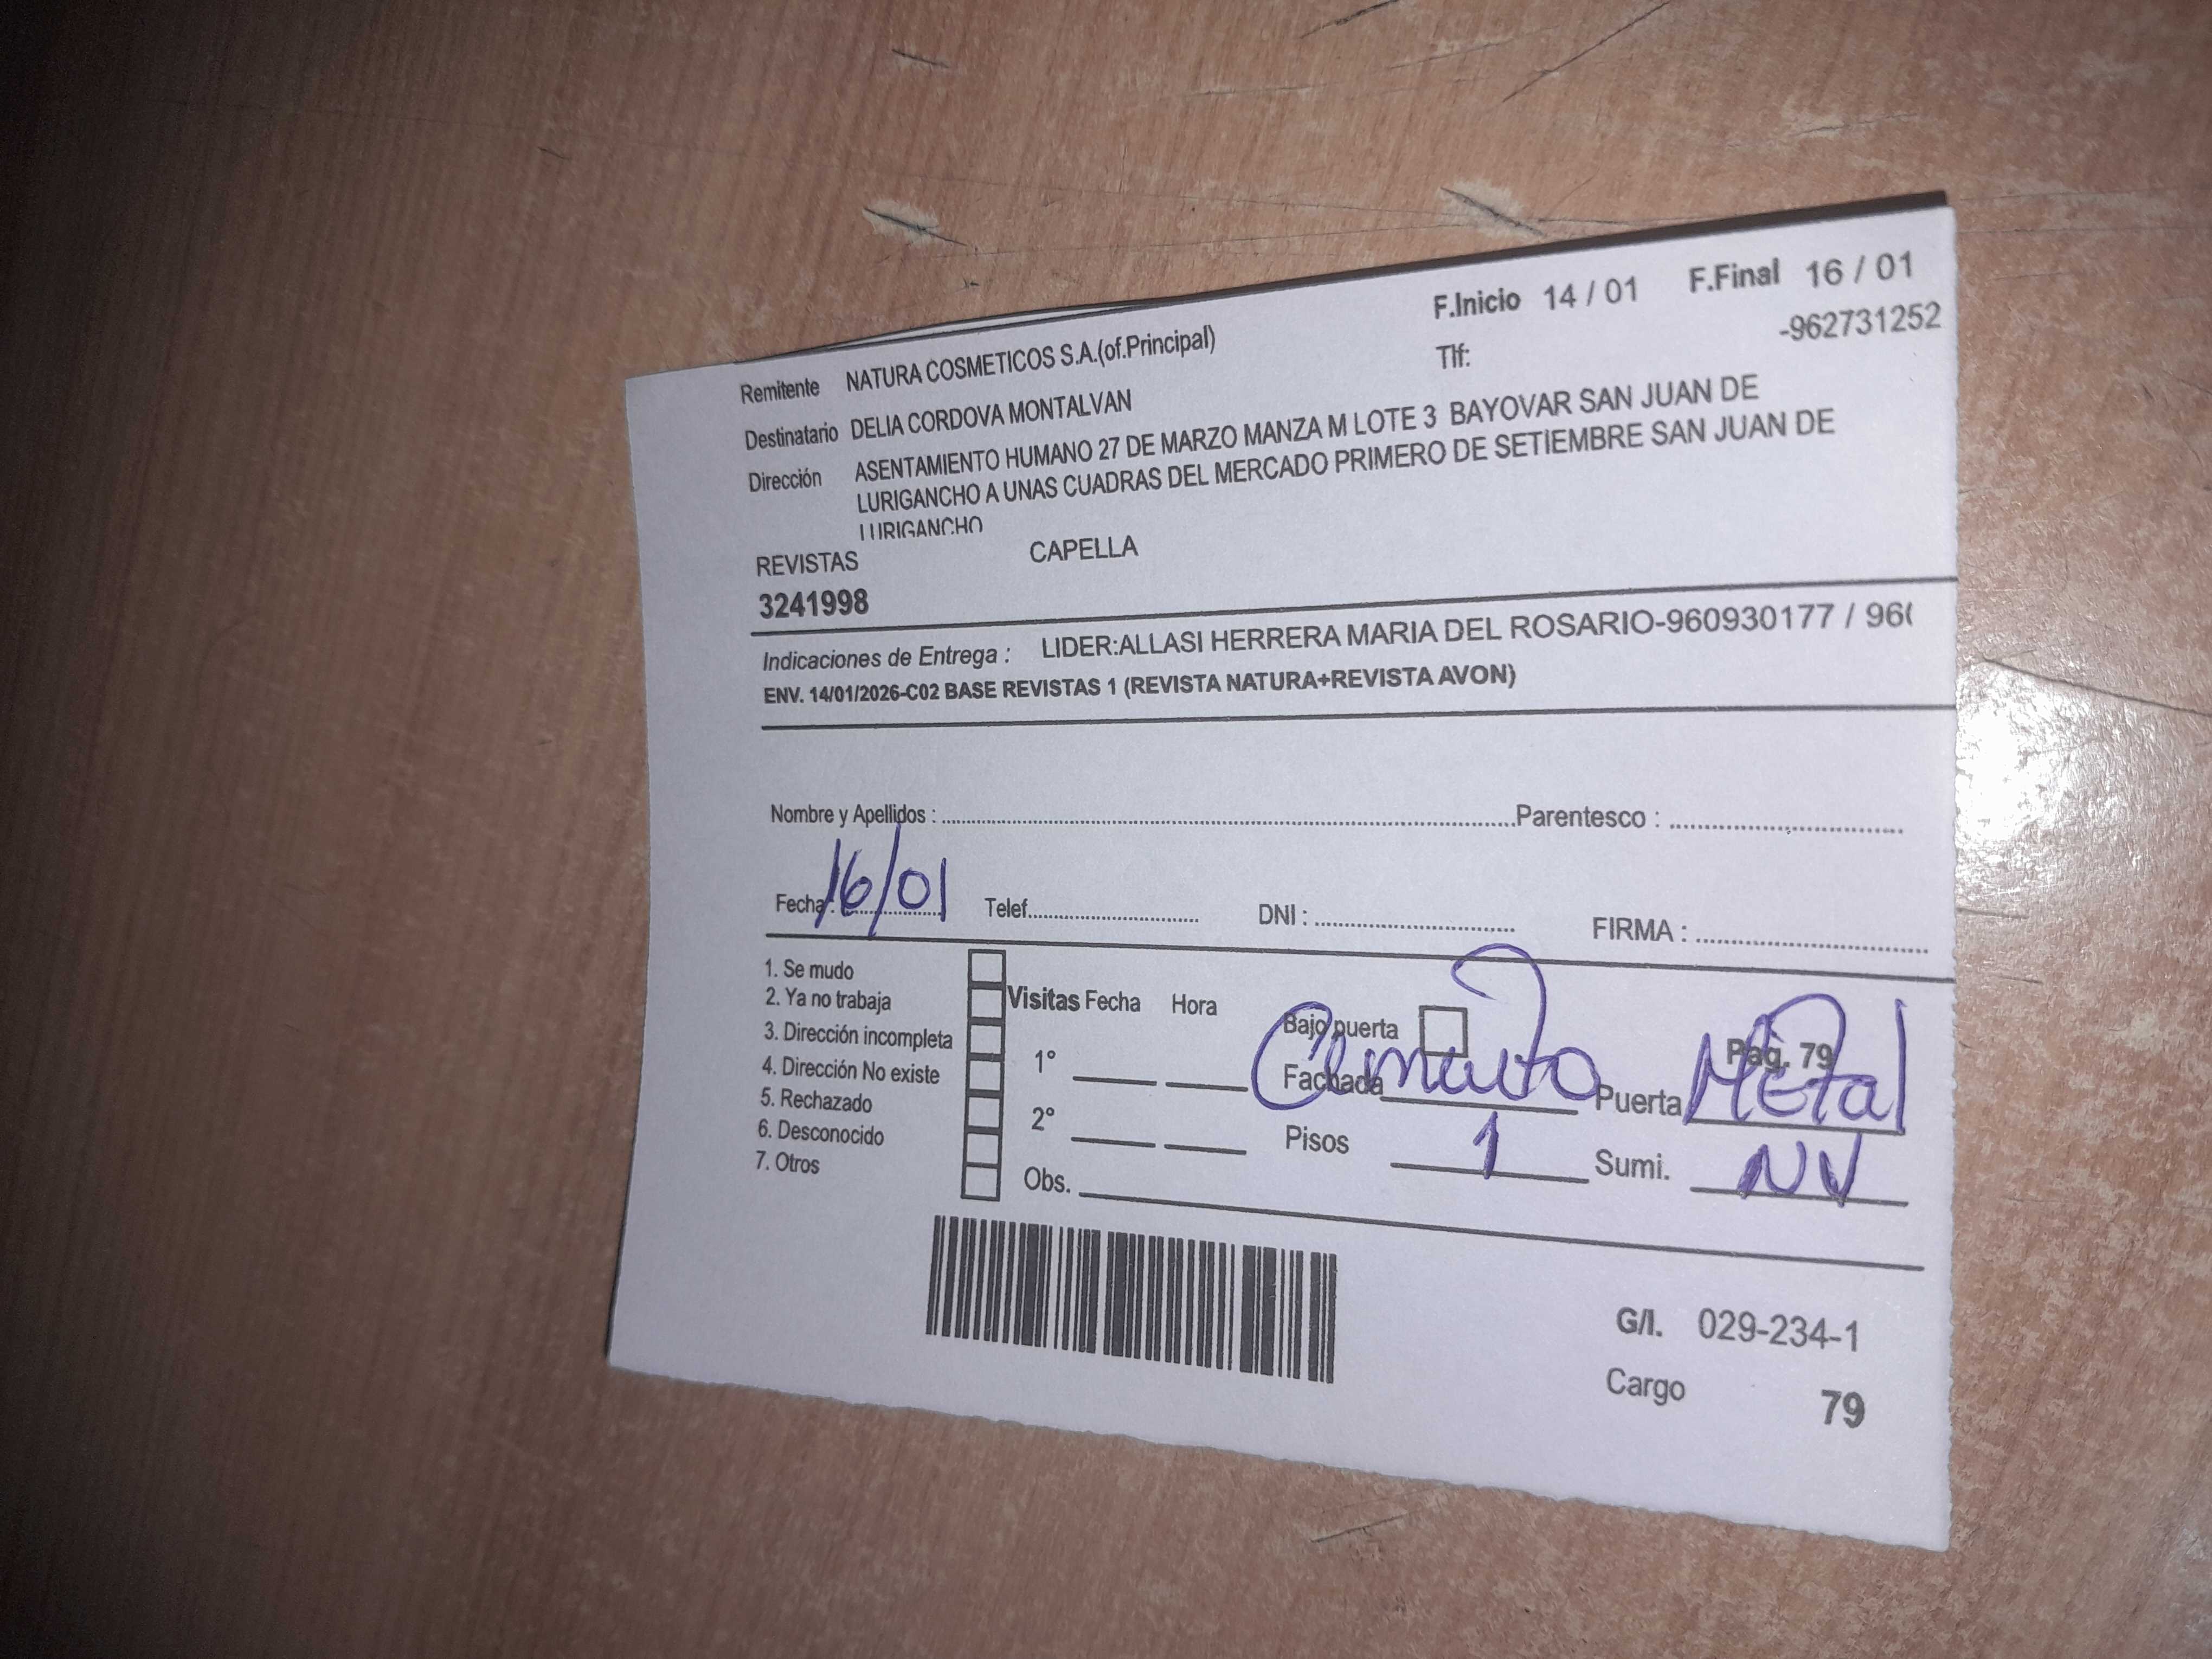 F.Inicio 14 / 01 F.Final 16 / 01
Remitente NATURA COSMETICOS S.A.(of.Principal) Tlf: -962731252
Destinatario DELIA CORDOVA MONTALVAN
Dirección ASENTAMIENTO HUMANO 27 DE MARZO MANZA M LOTE 3 BAYOVAR SAN JUAN DE
LURIGANCHO A UNAS CUADRAS DEL MERCADO PRIMERO DE SETIEMBRE SAN JUAN DE
LURIGANCHO
REVISTAS CAPELLA
3241998
Indicaciones de Entrega : LIDER:ALLASI HERRERA MARIA DEL ROSARIO-960930177 / 96
ENV. 14/01/2026-C02 BASE REVISTAS 1 (REVISTA NATURA+REVISTA AVON)
Nombre y Apellidos : Parentesco :
Fecha: 16/01 Telef. DNI : FIRMA :
1. Se mudo
2. Ya no trabaja Visitas Fecha Hora Bajo puerta
3. Dirección incompleta Pag. 79
4. Dirección No existe 1° Fachada Puerta Metal
5. Rechazado
6. Desconocido 2° Pisos 1 Sumi. NV
7. Otros Obs.
G/I. 029-234-1
Cargo 79